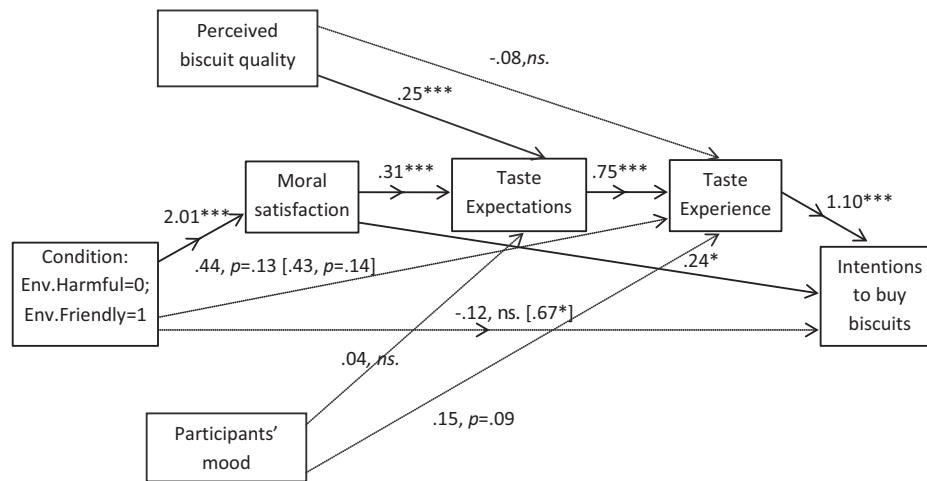 Perceived
biscuit quality
-.08,ns.
.25***
Moral
satisfaction
.31***
Taste
Expectations
.75***
Taste
Experience
1.10***
2.01***
Condition:
Env.Harmful=0;
Env.Friendly=1
.44, p=.13 [.43, p=.14]
.24*
Intentions
to buy
biscuits
-.12, ns. [.67*]
.04, ns.
.15, p=.09
Participants’
mood